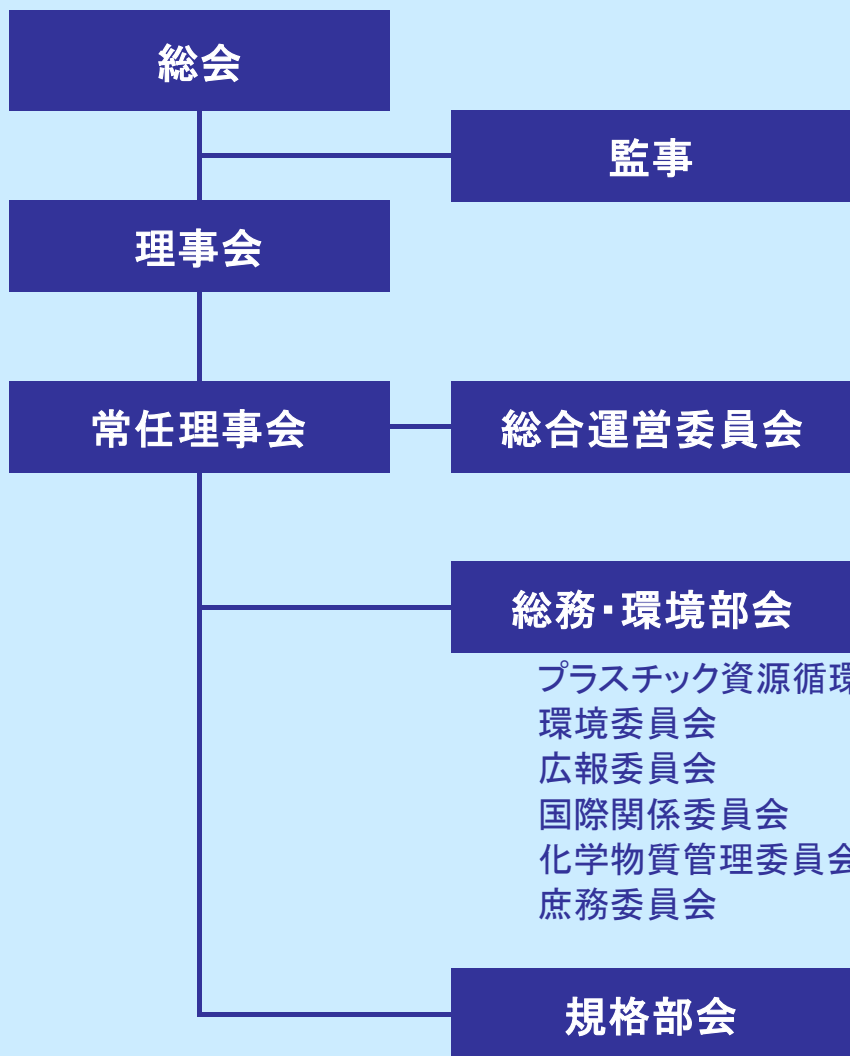 総会
監事
理事会
常任理事会
総合運営委員会
総務・環境部会
プラスチック資源循環
環境委員会
広報委員会
国際関係委員会
化学物質管理委員会
庶務委員会
規格部会